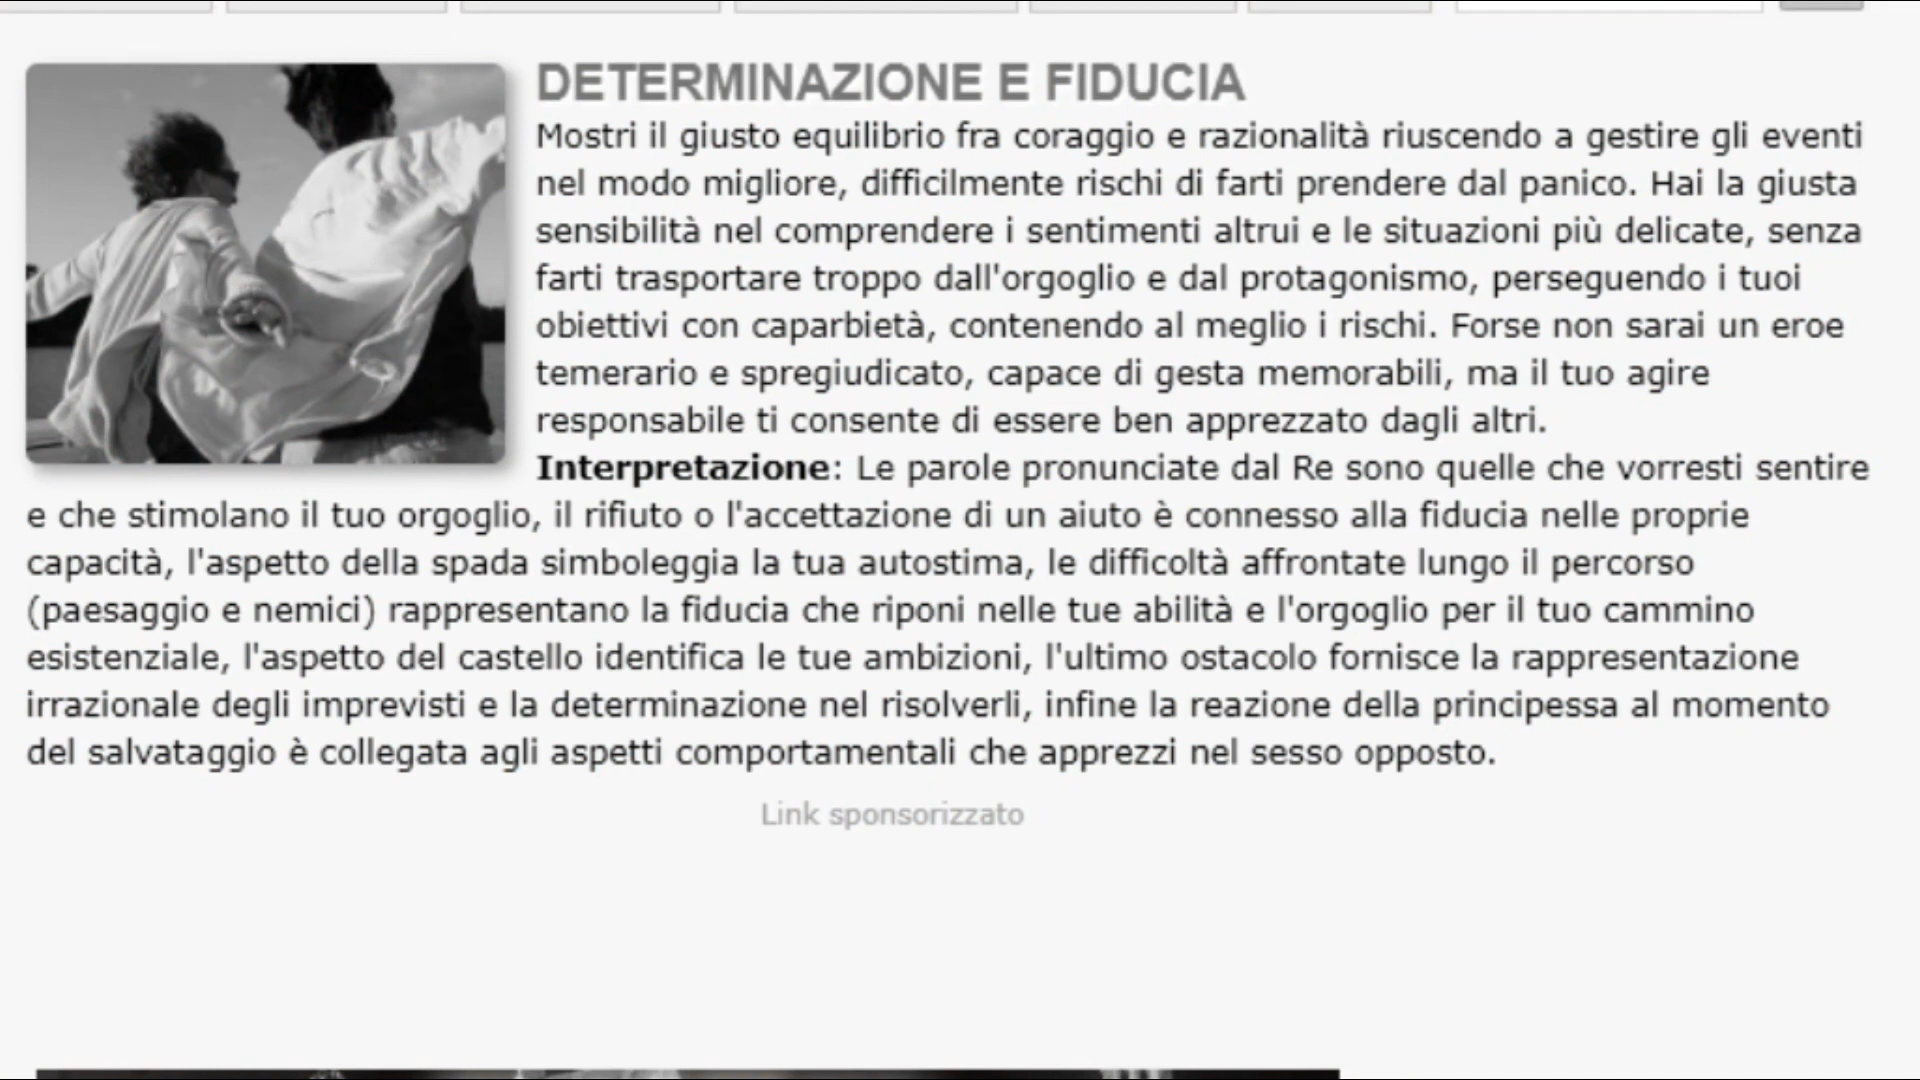 DETERMINAZIONE E FIDUCIA
Mostri il giusto equilibrio fra coraggio e razionalità riuscendo a gestire gli eventi
nel modo migliore, difficilmente rischi di farti prendere dal panico. Hai la giusta
sensibilità nel comprendere i sentimenti altrui e le situazioni più delicate, senza
farti trasportare troppo dall'orgoglio e dal protagonismo, perseguendo i tuoi
obiettivi con caparbietà, contenendo al meglio i rischi. Forse non sarai un eroe
temerario e spregiudicato, capace di gesta memorabili, ma il tuo agire
responsabile ti consente di essere ben apprezzato dagli altri.
Interpretazione: Le parole pronunciate dal Re sono quelle che vorresti sentire
e che stimolano il tuo orgoglio, il rifiuto o l'accettazione di un aiuto è connesso alla fiducia nelle proprie
capacità, l'aspetto della spada simboleggia la tua autostima, le difficoltà affrontate lungo il percorso
(paesaggio e nemici) rappresentano la fiducia che riponi nelle tue abilità e l'orgoglio per il tuo cammino
esistenziale, l'aspetto del castello identifica le tue ambizioni, l'ultimo ostacolo fornisce la rappresentazione
irrazionale degli imprevisti e la determinazione nel risolverli, infine la reazione della principessa al momento
del salvataggio è collegata agli aspetti comportamentali che apprezzi nel sesso opposto.
Link sponsorizzato